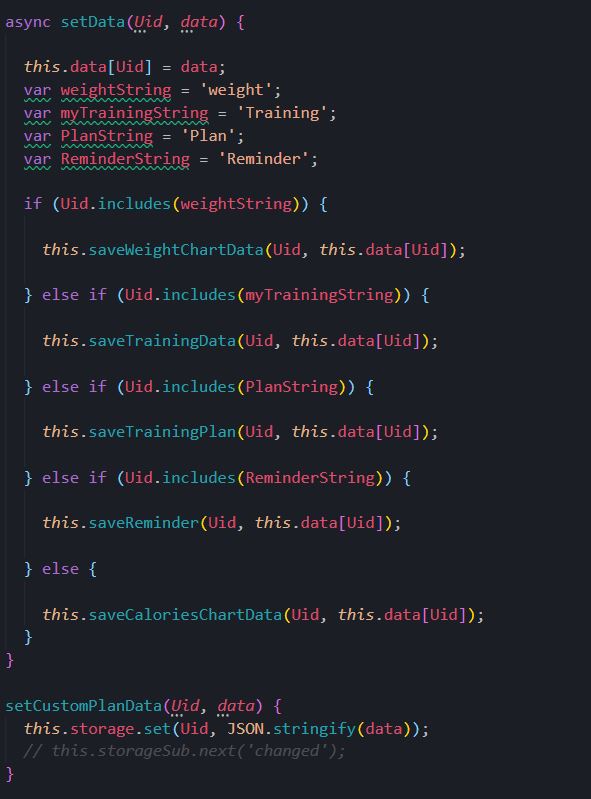 async setData(Uid, data) {
this.data[Uid] = data;
var weightString = 'weight';
var myTrainingString = 'Training';
var PlanString = 'Plan';
var ReminderString = 'Reminder';
if (Uid.includes(weightString)) {
this.saveWeightChartData(Uid, this.data[Uid]);
} else if (Uid.includes(myTrainingString)) {
this.saveTrainingData(Uid, this.data[Uid]);
} else if (Uid.includes(PlanString)) {
this.saveTrainingPlan(Uid, this.data[Uid]);
} else if (Uid.includes(ReminderString)) {
this.saveReminder(Uid, this.data[Uid]);
} else {
this.saveCaloriesChartData(Uid, this.data[Uid]);
}
}
setCustomPlanData(Uid, data) {
this.storage.set(Uid, JSON.stringify(data));
// this.storageSub.next('changed');
}